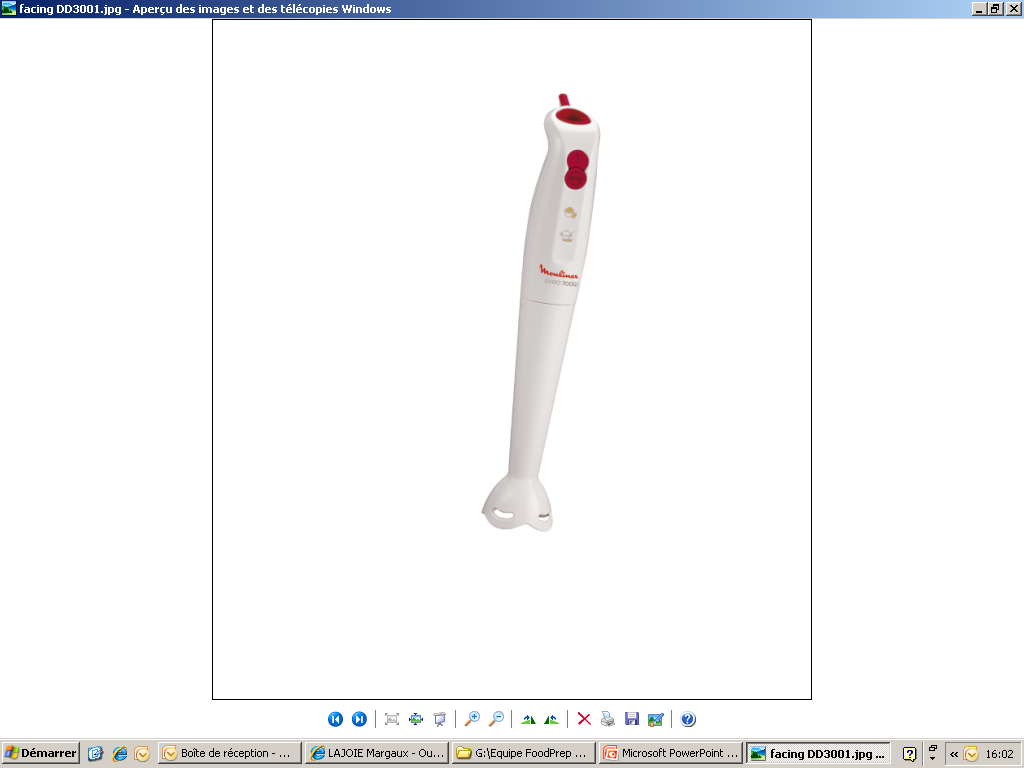 facing DD3001.jpg - Aperçu des images et des télécopies Windows
Moulinex
700W
Démarrer
Boîte de réception - ...
LAJOIE Margaux - Ou...
G:\Equipe FoodPrep ...
Microsoft PowerPoint ...
facing DD3001.jpg ...
16:02